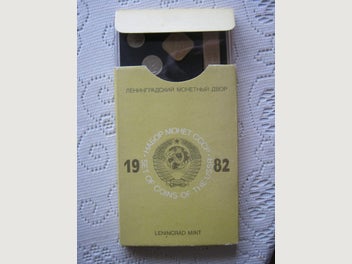 ЛЕНИНГРАДСКИЙ МОНЕТНЫЙ ДВОР
НАБОР МОНЕТ СССР
19 82
SET OF COINS OF THE USSR
LENINGRAD MINT